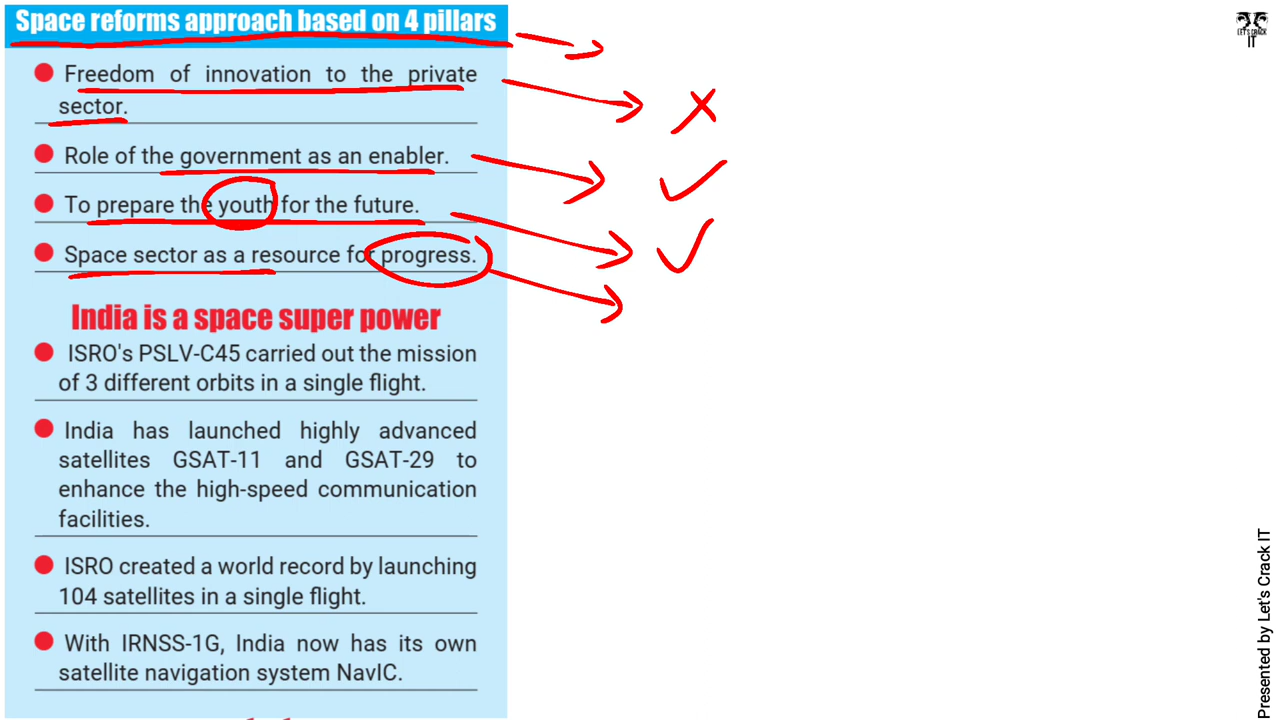 Space reforms approach based on 4 pillars
Freedom of innovation to the private
sector.
Role of the government as an enabler.
To prepare the youth for the future.
Space sector as a resource for progress.
India is a space super power
ISRO's PSLV-C45 carried out the mission
of 3 different orbits in a single flight.
India has launched highly advanced
satellites GSAT-11 and GSAT-29 to
enhance the high-speed communication
facilities.
ISRO created a world record by launching
104 satellites in a single flight.
With IRNSS-1G, India now has its own
satellite navigation system NavIC.
LET'S CRACK
IT
Presented by Let's Crack IT